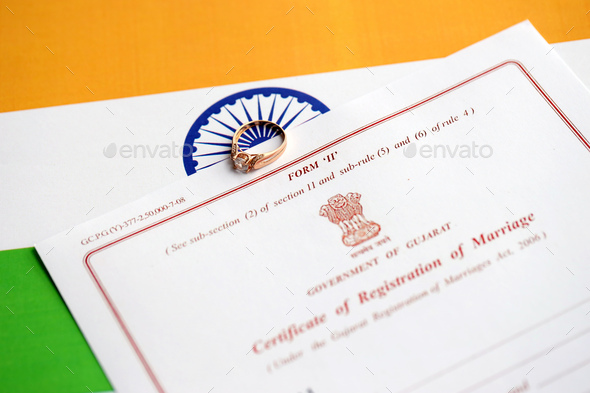 envato
envato
GCPG (V)-377-2,50,000-7-08
FORM 'II'
( See sub-section (2) of section 11 and sub-rule (5) and (6) of rule 4 )
सत्यमेव जयते
GOVERNMENT OF GUJARAT
Certificate of Registration of Marriage
( Under the Gujarat Registration of Marriages Act, 2006 )